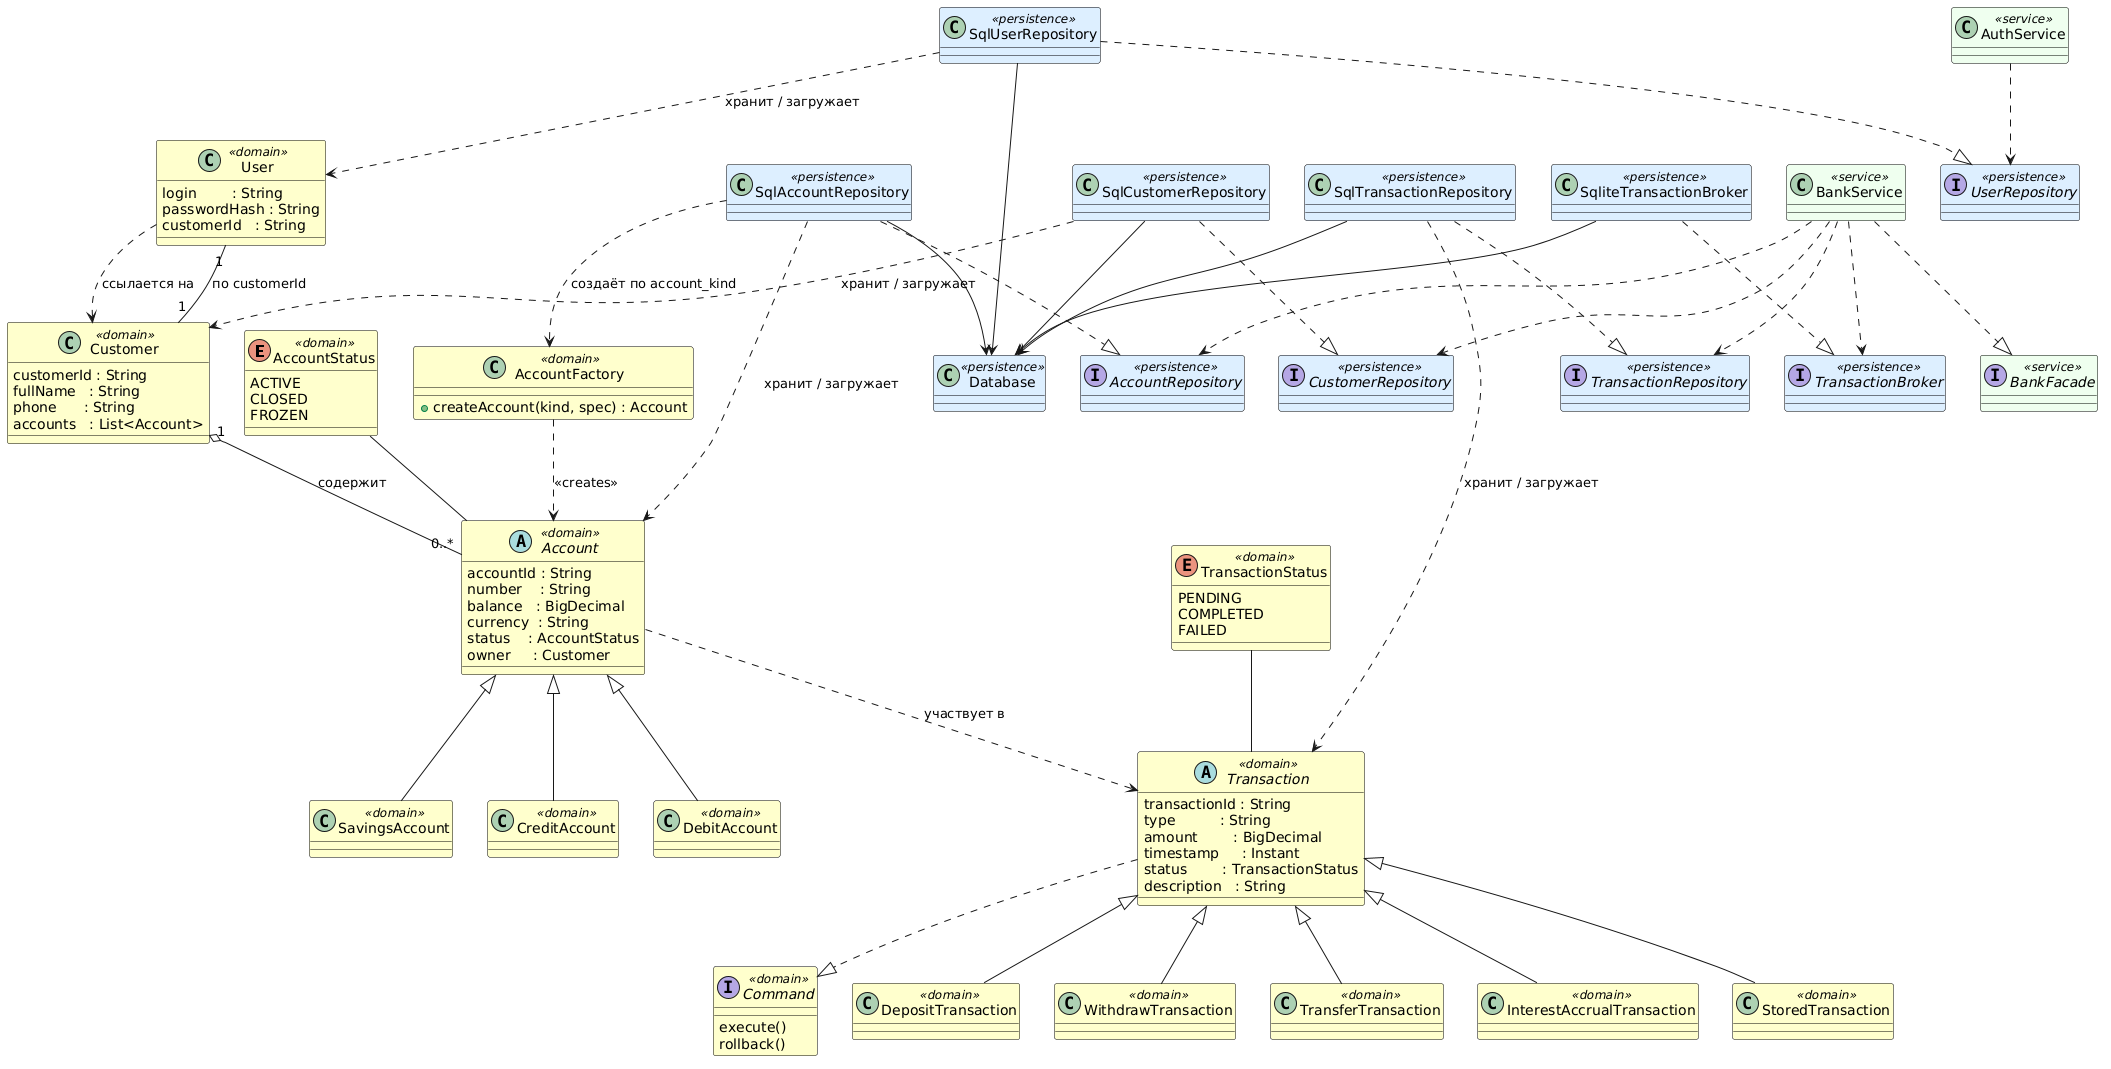 «persistence»
C SqlUserRepository
«service»
C AuthService
хранит / загружает
«domain»
C User
login : String
passwordHash : String
customerId : String
«persistence»
C SqlAccountRepository
«persistence»
C SqlCustomerRepository
«persistence»
C SqlTransactionRepository
«persistence»
C SqliteTransactionBroker
«service»
C BankService
«persistence»
I UserRepository
1
ссылается на
по customerId
1
создаёт по account_kind
хранит / загружает
«domain»
C Customer
customerId : String
fullName : String
phone : String
accounts : List<Account>
«domain»
E AccountStatus
ACTIVE
CLOSED
FROZEN
«domain»
C AccountFactory
createAccount(kind, spec) : Account
хранит / загружает
«persistence»
C Database
«persistence»
I AccountRepository
«persistence»
I CustomerRepository
«persistence»
I TransactionRepository
«persistence»
I TransactionBroker
«service»
I BankFacade
1
содержит
0..*
«creates»
хранит / загружает
«domain»
A Account
accountId : String
number : String
balance : BigDecimal
currency : String
status : AccountStatus
owner : Customer
«domain»
E TransactionStatus
PENDING
COMPLETED
FAILED
участвует в
«domain»
C SavingsAccount
«domain»
C CreditAccount
«domain»
C DebitAccount
«domain»
A Transaction
transactionId : String
type : String
amount : BigDecimal
timestamp : Instant
status : TransactionStatus
description : String
«domain»
I Command
execute()
rollback()
«domain»
C DepositTransaction
«domain»
C WithdrawTransaction
«domain»
C TransferTransaction
«domain»
C InterestAccrualTransaction
«domain»
C StoredTransaction